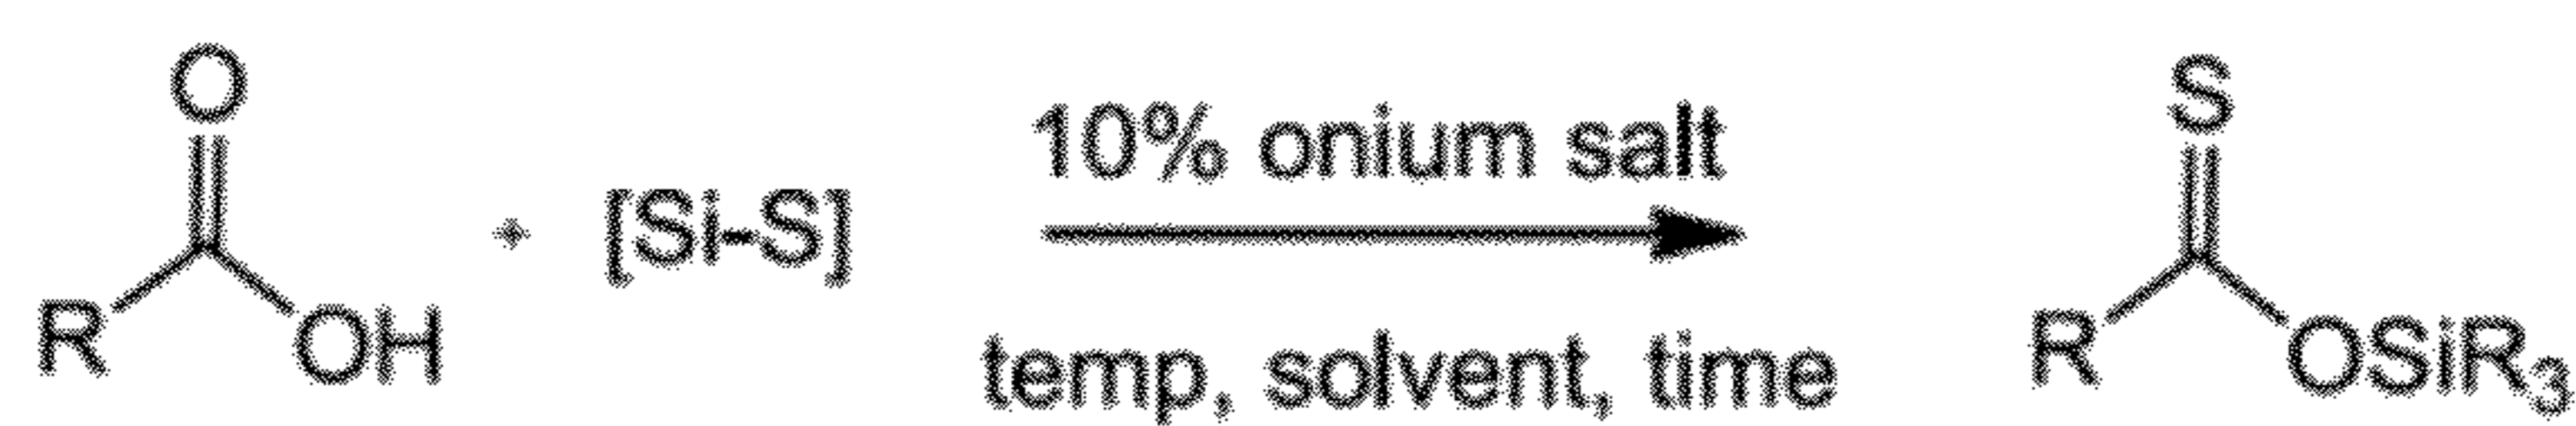 O
R OH + [Si-S]
10% onium salt
temp, solvent, time
S
R OSiR3